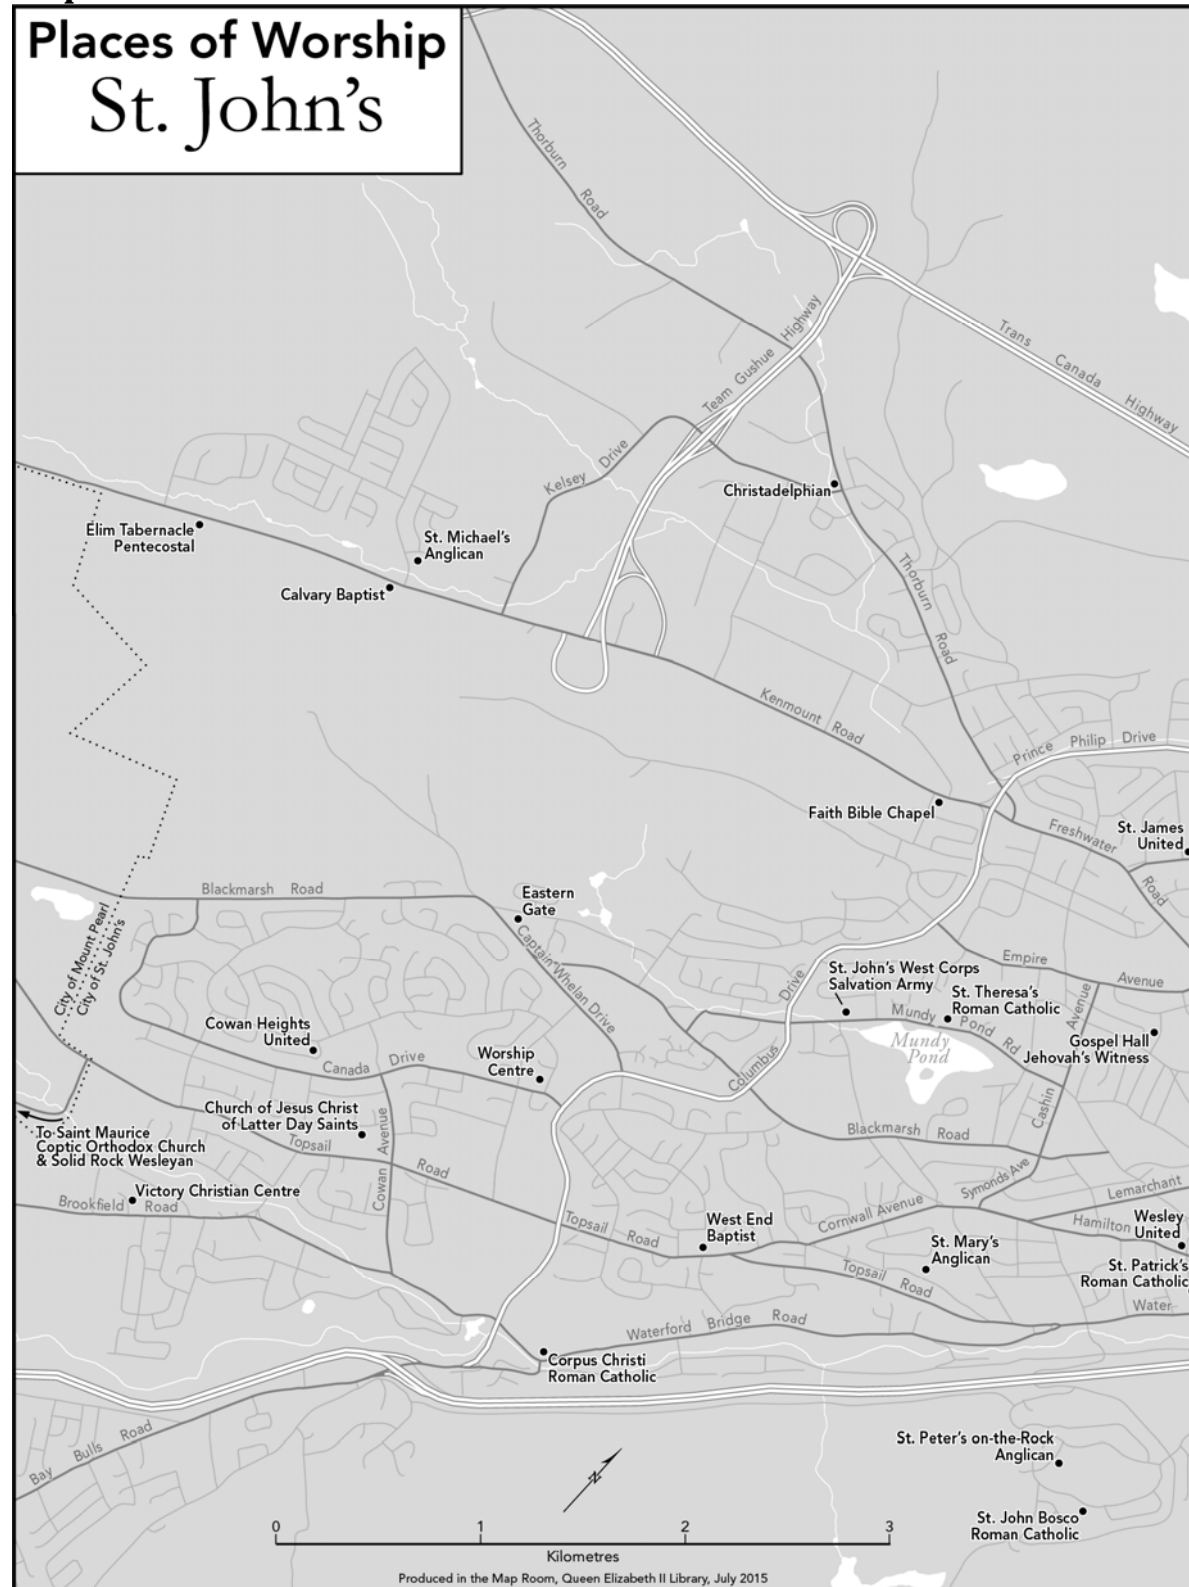 Places of Worship
St. John's
Thorburn
Road
Team Gushue Highway
Trans
Canada
Highway
Kelsey Drive
Christadelphian
Elim Tabernacle
Pentecostal
St. Michael's
Anglican
Calvary Baptist
Thorburn
Road
Kenmount Road
Prince Philip Drive
Faith Bible Chapel
Freshwater
Road
St. James
United
Blackmarsh Road
Eastern
Gate
City of Mount Pearl
City of St. John's
Captain Whelan Drive
Empire
Avenue
St. John's West Corps
Salvation Army
St. Theresa's
Roman Catholic
Drive
Columbus
Mundy
Pond
Rd
Mundy
Pond
Avenue
Cashin
Gospel Hall
Jehovah's Witness
Cowan Heights
United
Canada Drive
Worship
Centre
Church of Jesus Christ
of Latter Day Saints
Topsail
Road
Cowan Avenue
To Saint Maurice
Coptic Orthodox Church
& Solid Rock Wesleyan
Victory Christian Centre
Brookfield Road
Blackmarsh Road
Symonds Ave
Lemarchant
Cornwall Avenue
Hamilton
Wesley
United
Topsail Road
West End
Baptist
St. Mary's
Anglican
St. Patrick's
Roman Catholic
Topsail Road
Water
Waterford Bridge Road
Corpus Christi
Roman Catholic
Bay Bulls Road
St. Peter's on-the-Rock
Anglican
St. John Bosco
Roman Catholic
N
0 1 2 3
Kilometres
Produced in the Map Room, Queen Elizabeth II Library, July 2015